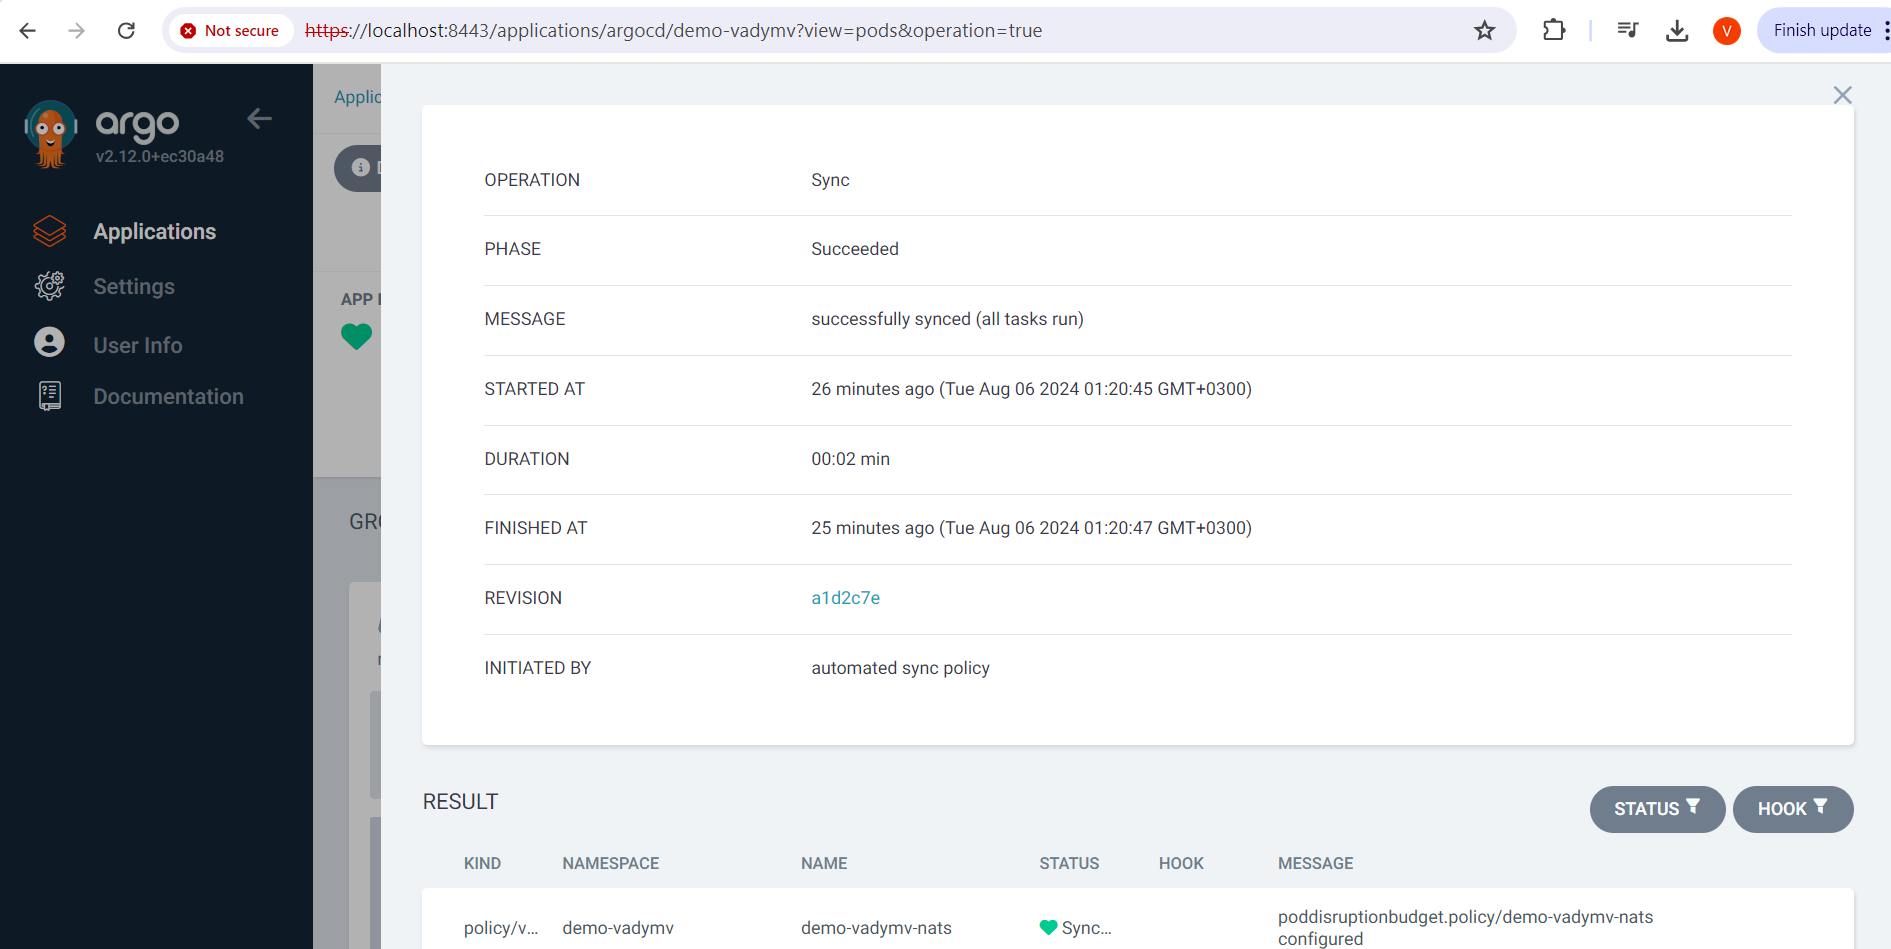 Not secure https://localhost:8443/applications/argocd/demo-vadymv?view=pods&operation=true V Finish update
argo
v2.12.0+ec30a48
Applications
Settings
User Info
Documentation
Applic
APP
GRO
OPERATION Sync
PHASE Succeeded
MESSAGE successfully synced (all tasks run)
STARTED AT 26 minutes ago (Tue Aug 06 2024 01:20:45 GMT+0300)
DURATION 00:02 min
FINISHED AT 25 minutes ago (Tue Aug 06 2024 01:20:47 GMT+0300)
REVISION a1d2c7e
INITIATED BY automated sync policy
RESULT
STATUS HOOK
KIND NAMESPACE NAME STATUS HOOK MESSAGE
policy/v... demo-vadymv demo-vadymv-nats Sync... poddisruptionbudget.policy/demo-vadymv-nats
configured